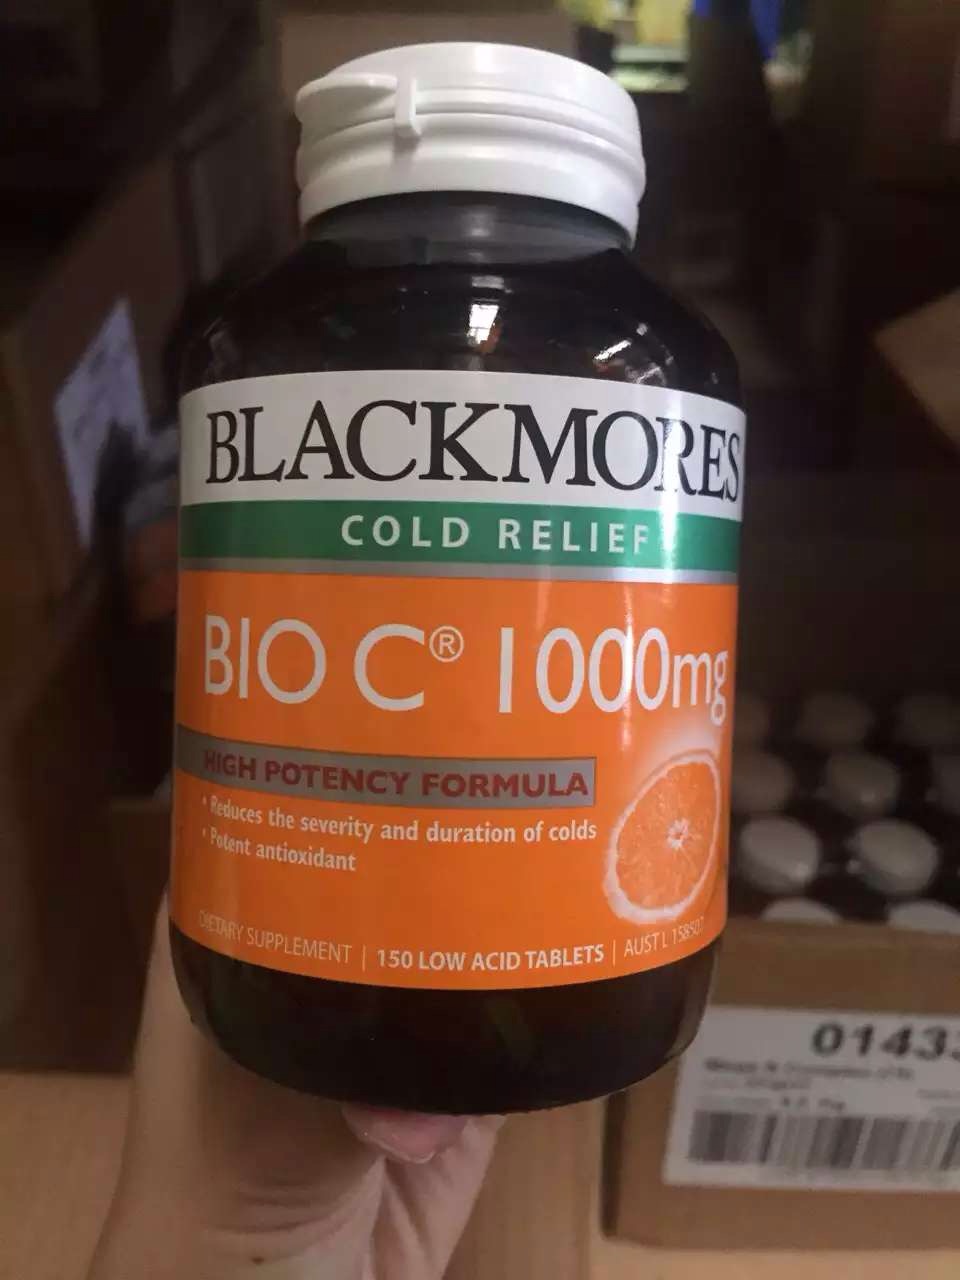 BLACKMORES
COLD RELIEF
BIO C® 1000mg
HIGH POTENCY FORMULA
• Reduces the severity and duration of colds
• Potent antioxidant
DIETARY SUPPLEMENT | 150 LOW ACID TABLETS | AUST L 158507
0143